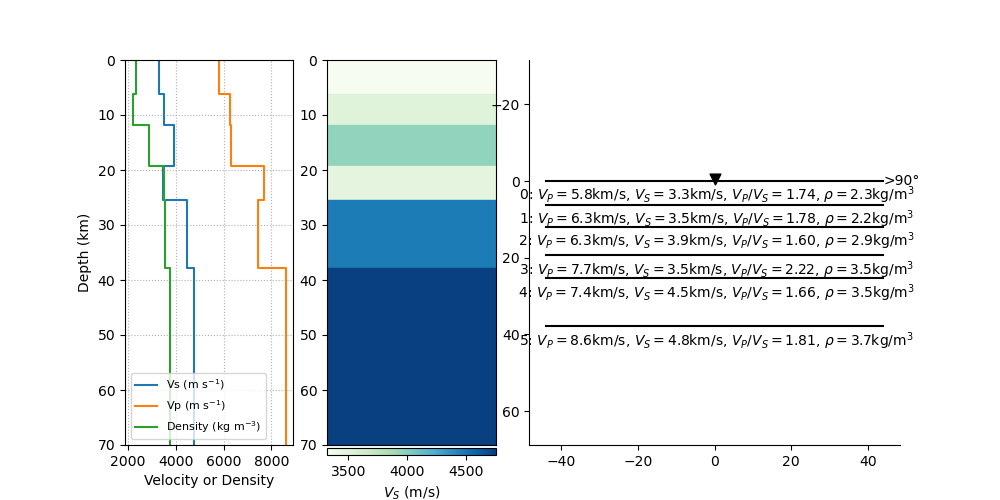 0
10
20
30
40
50
60
70
Depth (km)
2000 4000 6000 8000
Velocity or Density
Vs (m s⁻¹)
Vp (m s⁻¹)
Density (kg m⁻³)
0
10
20
30
40
50
60
70
3500 4000 4500
V_S (m/s)
−20
0
20
40
60
−40 −20 0 20 40
>90°
0: V_P = 5.8km/s, V_S = 3.3km/s, V_P/V_S = 1.74, ρ = 2.3kg/m³
1: V_P = 6.3km/s, V_S = 3.5km/s, V_P/V_S = 1.78, ρ = 2.2kg/m³
2: V_P = 6.3km/s, V_S = 3.9km/s, V_P/V_S = 1.60, ρ = 2.9kg/m³
3: V_P = 7.7km/s, V_S = 3.5km/s, V_P/V_S = 2.22, ρ = 3.5kg/m³
4: V_P = 7.4km/s, V_S = 4.5km/s, V_P/V_S = 1.66, ρ = 3.5kg/m³
5: V_P = 8.6km/s, V_S = 4.8km/s, V_P/V_S = 1.81, ρ = 3.7kg/m³